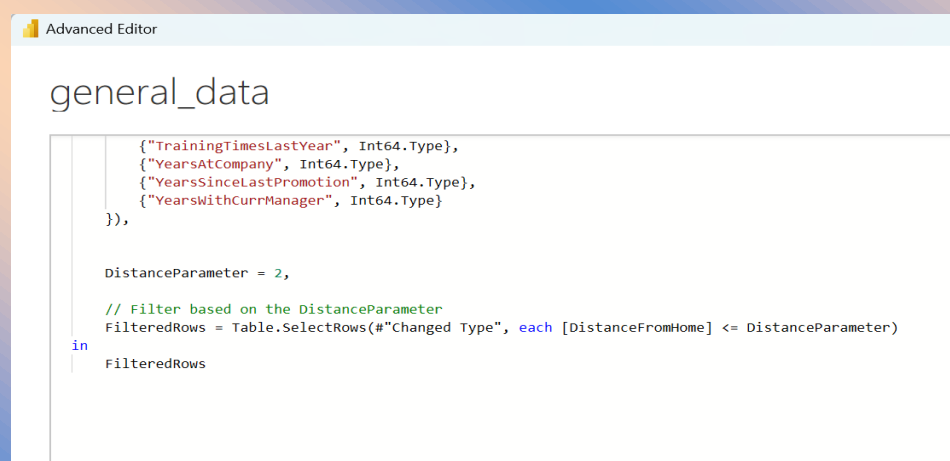 Advanced Editor
general_data
{"TrainingTimesLastYear", Int64.Type},
{"YearsAtCompany", Int64.Type},
{"YearsSinceLastPromotion", Int64.Type},
{"YearsWithCurrManager", Int64.Type}
}),
DistanceParameter = 2,
// Filter based on the DistanceParameter
FilteredRows = Table.SelectRows(#"Changed Type", each [DistanceFromHome] <= DistanceParameter)
in
FilteredRows